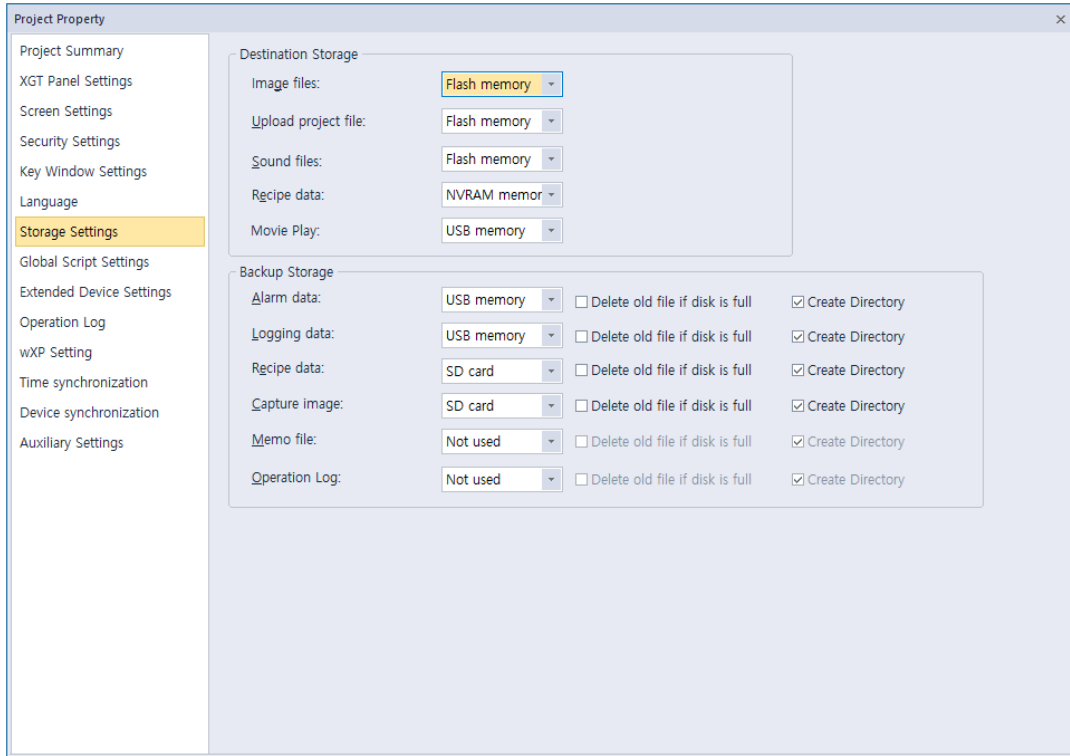 Project Property
Project Summary
XGT Panel Settings
Screen Settings
Security Settings
Key Window Settings
Language
Storage Settings
Global Script Settings
Extended Device Settings
Operation Log
wXP Setting
Time synchronization
Device synchronization
Auxiliary Settings
Destination Storage
Image files: Flash memory
Upload project file: Flash memory
Sound files: Flash memory
Recipe data: NVRAM memor
Movie Play: USB memory
Backup Storage
Alarm data: USB memory Delete old file if disk is full Create Directory
Logging data: USB memory Delete old file if disk is full Create Directory
Recipe data: SD card Delete old file if disk is full Create Directory
Capture image: SD card Delete old file if disk is full Create Directory
Memo file: Not used Delete old file if disk is full Create Directory
Operation Log: Not used Delete old file if disk is full Create Directory